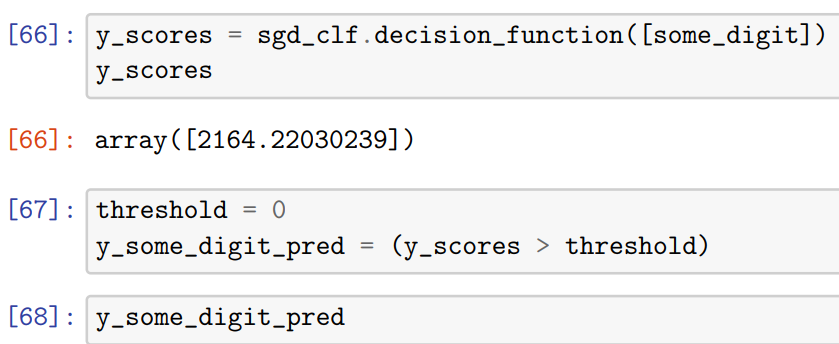 [66]: y_scores = sgd_clf.decision_function([some_digit])
y_scores
[66]: array([2164.22030239])
[67]: threshold = 0
y_some_digit_pred = (y_scores > threshold)
[68]: y_some_digit_pred